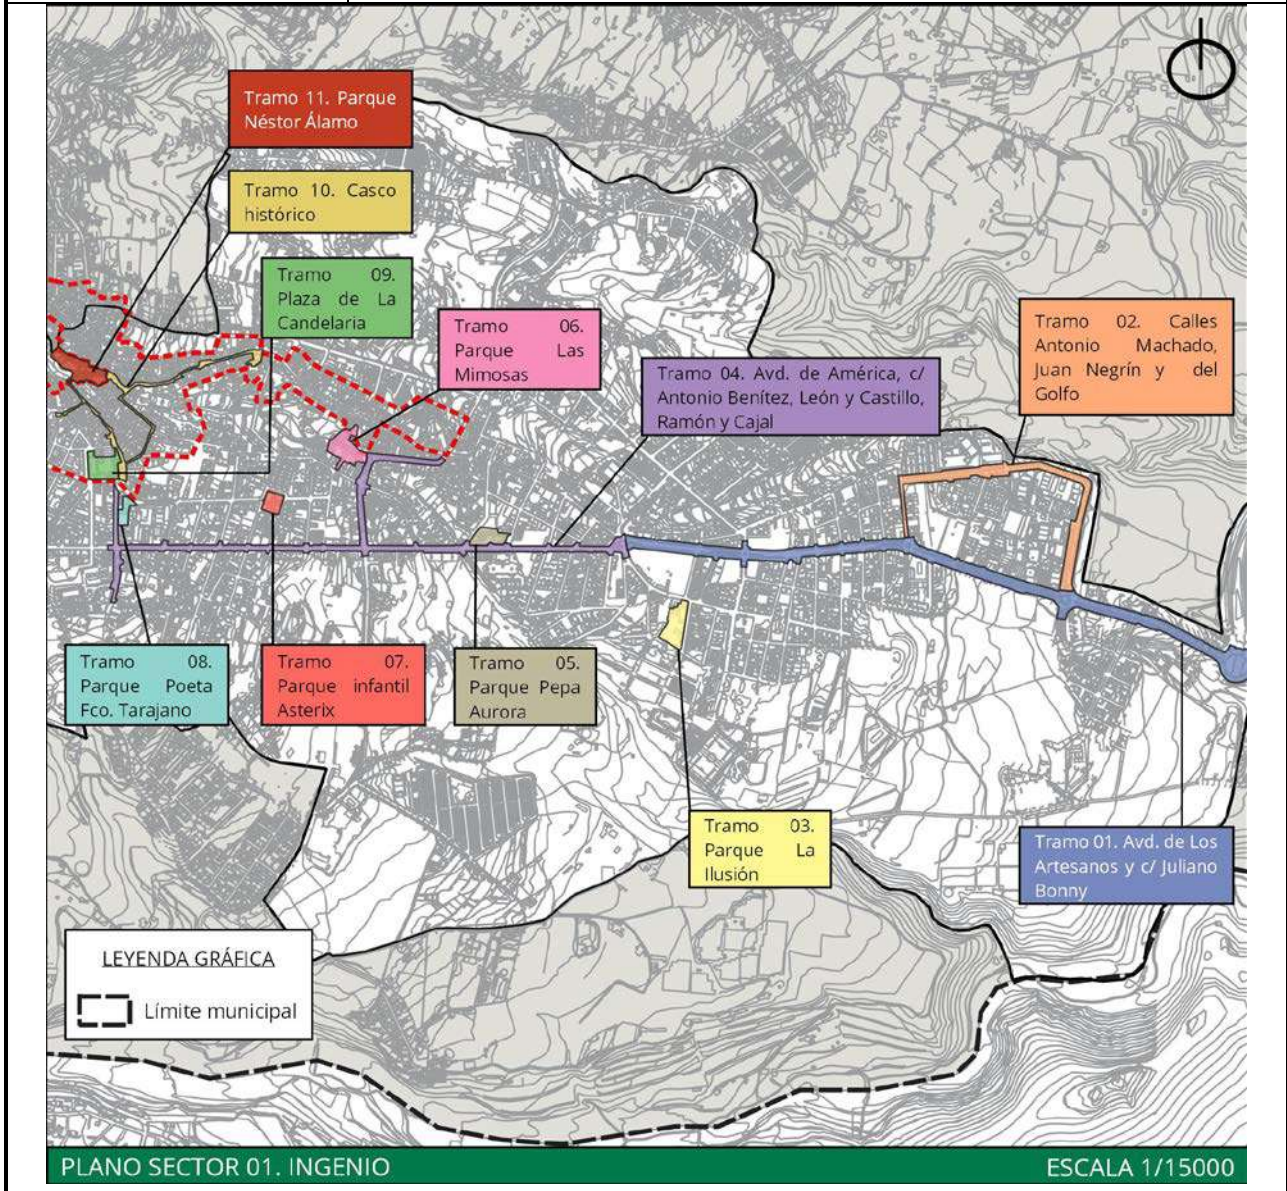 Tramo 11. Parque
Néstor Álamo
Tramo 10. Casco
histórico
Tramo 09.
Plaza de La
Candelaria
Tramo 06.
Parque Las
Mimosas
Tramo 04. Avd. de América, c/
Antonio Benítez, León y Castillo,
Ramón y Cajal
Tramo 02. Calles
Antonio Machado,
Juan Negrín y del
Golfo
Tramo 08.
Parque Poeta
Fco. Tarajano
Tramo 07.
Parque infantil
Asterix
Tramo 05.
Parque Pepa
Aurora
Tramo 03.
Parque La
Ilusión
Tramo 01. Avd. de Los
Artesanos y c/ Juliano
Bonny
LEYENDA GRÁFICA
Límite municipal
PLANO SECTOR 01. INGENIO
ESCALA 1/15000